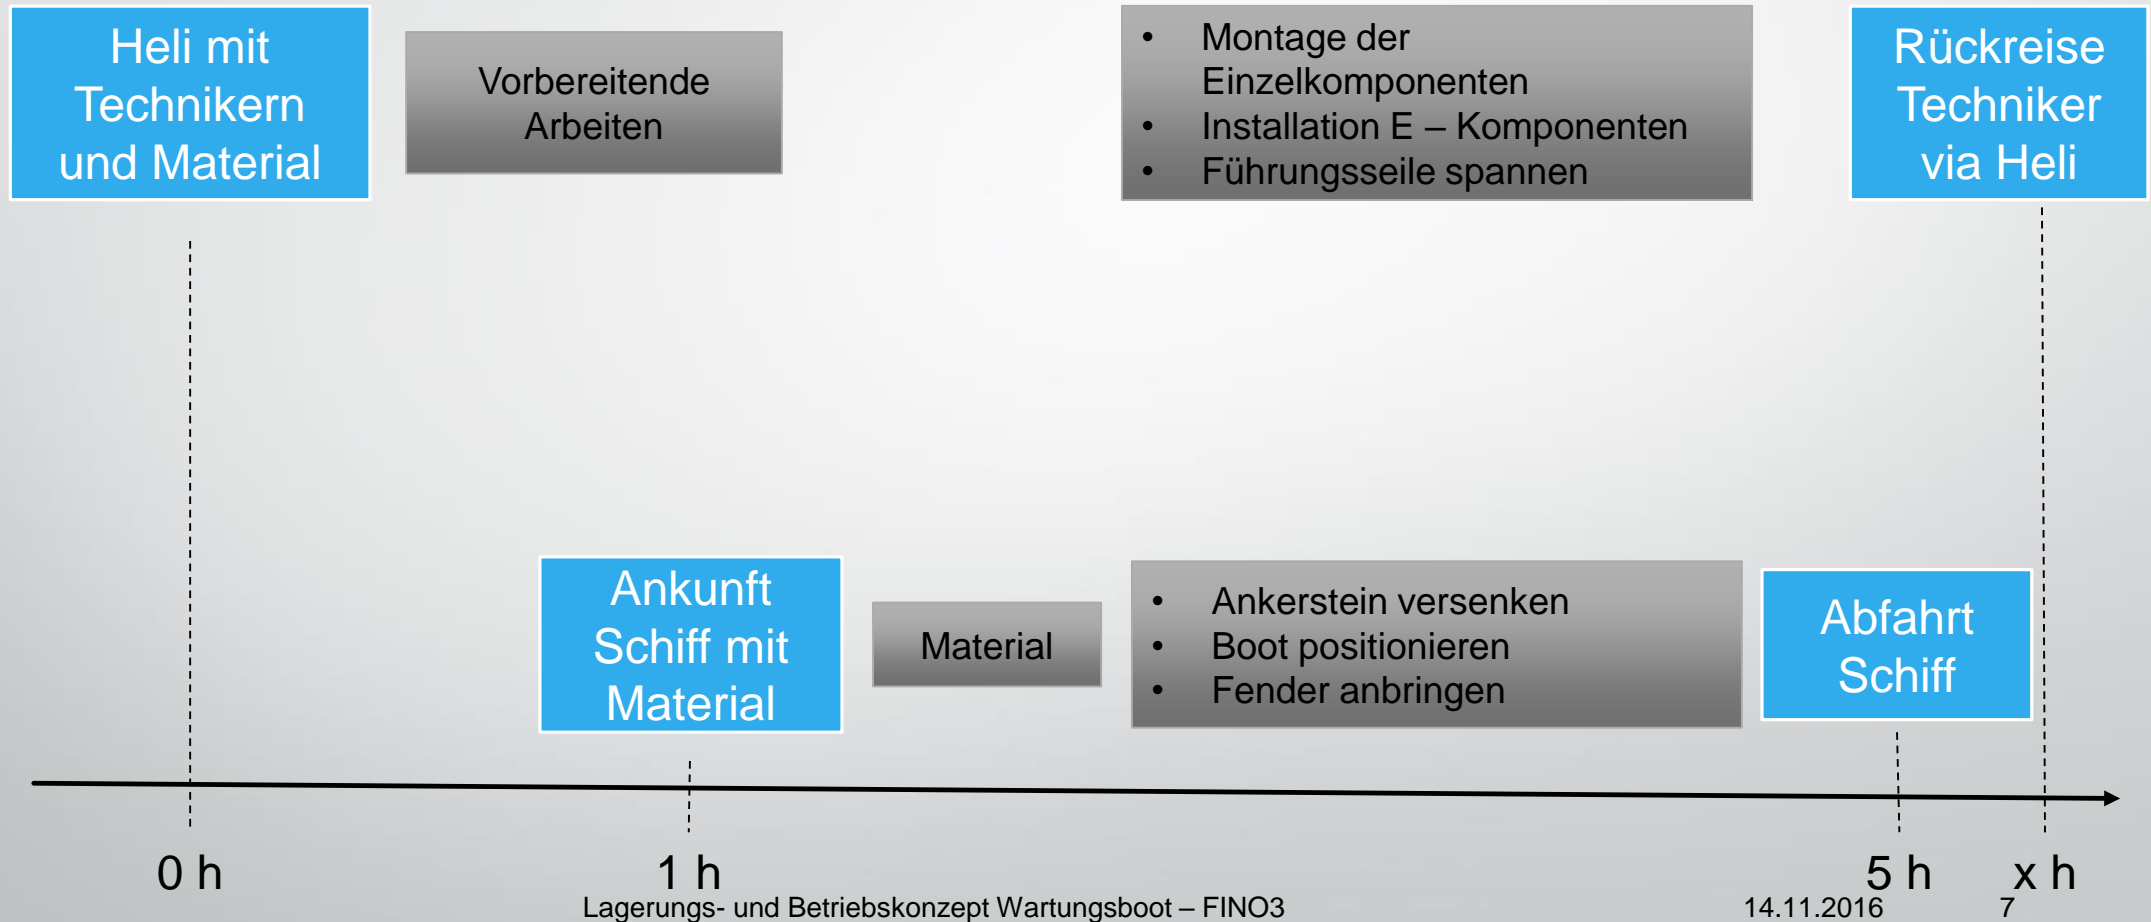 Heli mit
Technikern
und Material
Vorbereitende
Arbeiten
• Montage der
Einzelkomponenten
• Installation E – Komponenten
• Führungsseile spannen
Rückreise
Techniker
via Heli
Ankunft
Schiff mit
Material
Material
• Ankerstein versenken
• Boot positionieren
• Fender anbringen
Abfahrt
Schiff
0 h
1 h
5 h
x h
Lagerungs- und Betriebskonzept Wartungsboot – FINO3
14.11.2016
7